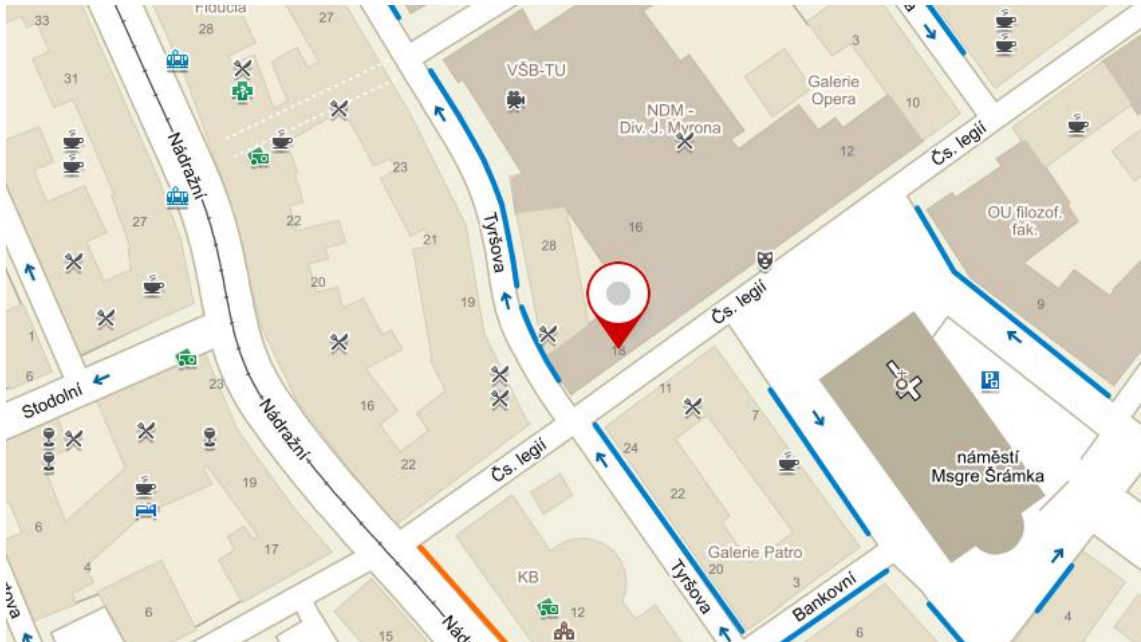 Fiducia
33
28
27
31
VŠB-TU
3
Galerie
Opera
10
NDM -
Div. J. Myrona
12
Čs. legií
Nádražní
23
27
22
21
Tyršova
28
16
OU filozof.
fak.
20
19
Čs. legií
9
1
6
18
Stodolní
23
Nádražní
16
11
7
P
24
22
Čs. legií
náměstí
Msgre Šrámka
6
19
22
17
4
Galerie Patro
20
3
KB
Tyršova
Bankovní
6
15
12
6
4